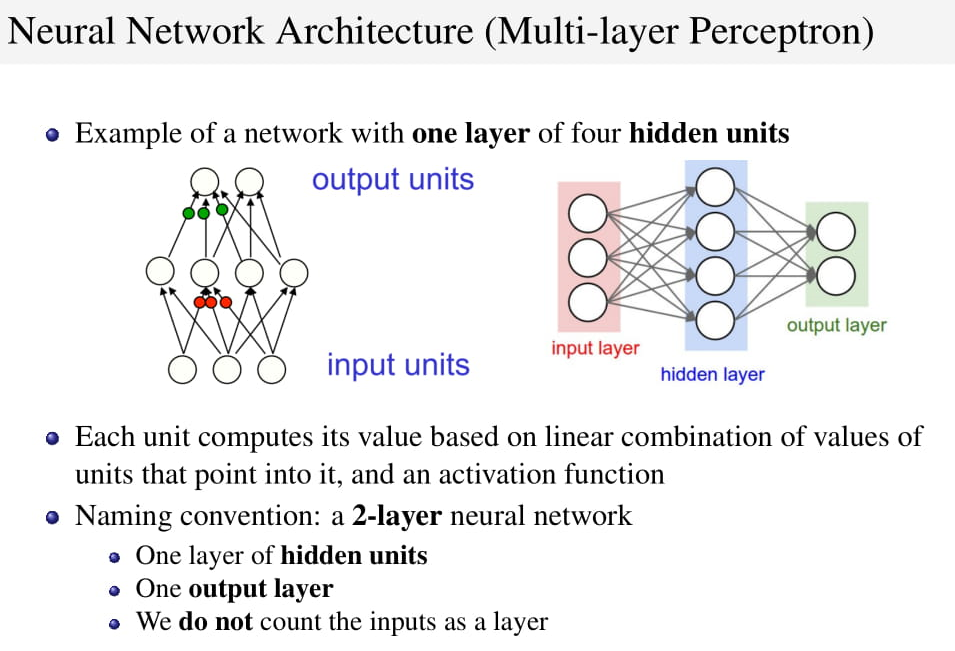 Neural Network Architecture (Multi-layer Perceptron)
Example of a network with one layer of four hidden units
output units
input units
input layer
hidden layer
output layer
Each unit computes its value based on linear combination of values of
units that point into it, and an activation function
Naming convention: a 2-layer neural network
One layer of hidden units
One output layer
We do not count the inputs as a layer